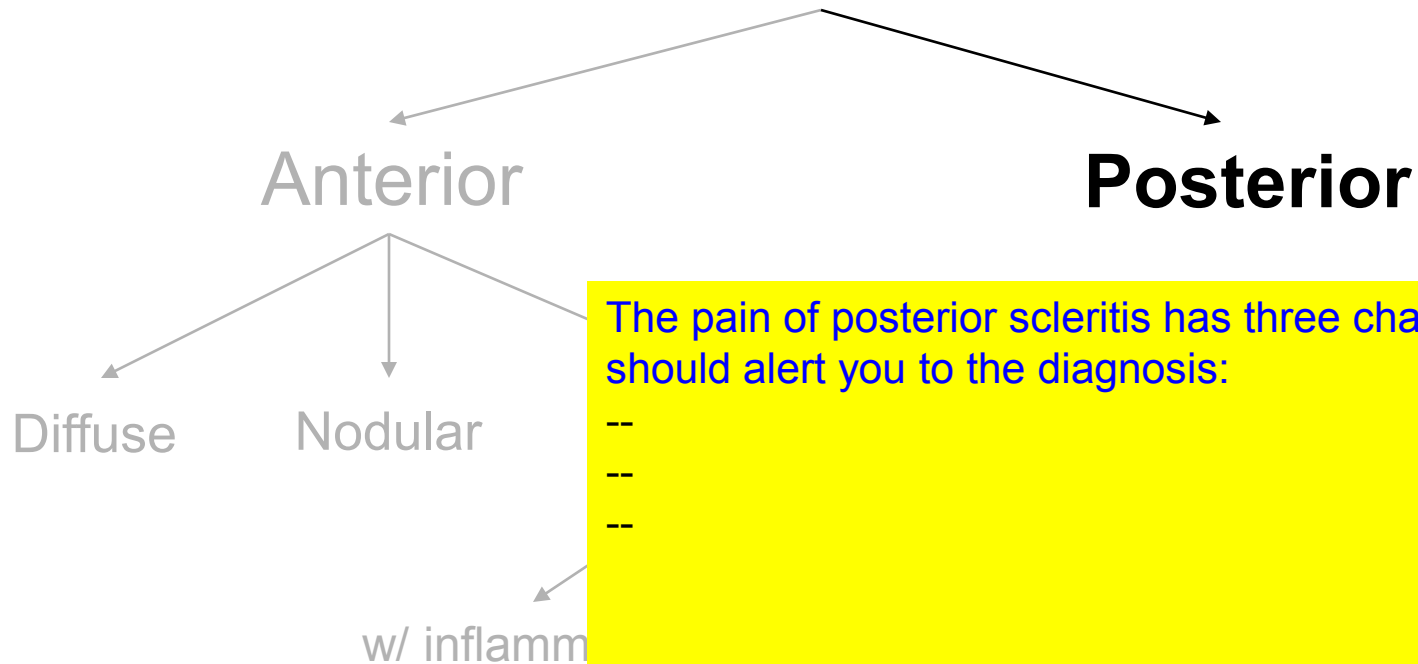 Anterior
Posterior
The pain of posterior scleritis has three cha
should alert you to the diagnosis:
--
--
--
Diffuse
Nodular
w/ inflamm